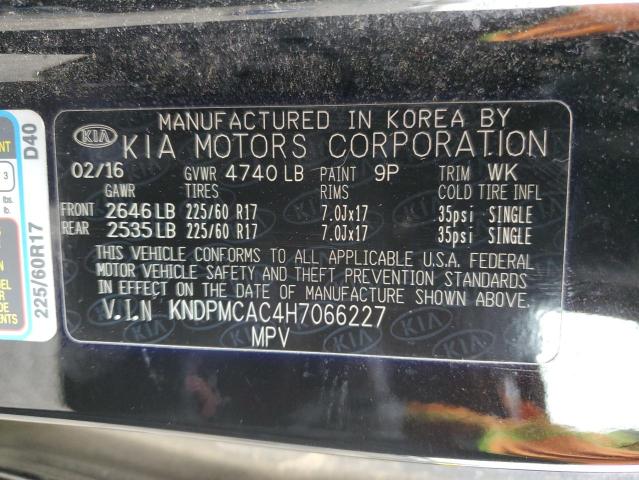 MANUFACTURED IN KOREA BY
KIA KIA MOTORS CORPORATION
02/16 GVWR 4740 LB PAINT 9P TRIM WK
GAWR TIRES RIMS COLD TIRE INFL
FRONT 2646 LB 225/60 R17 7.0Jx17 35psi SINGLE
REAR 2535 LB 225/60 R17 7.0Jx17 35psi SINGLE
THIS VEHICLE CONFORMS TO ALL APPLICABLE U.S.A. FEDERAL
MOTOR VEHICLE SAFETY AND THEFT PREVENTION STANDARDS
IN EFFECT ON THE DATE OF MANUFACTURE SHOWN ABOVE.
V.I.N KNDPMCAC4H7066227
MPV
225/60R17 D40
3
lbs.
lb.